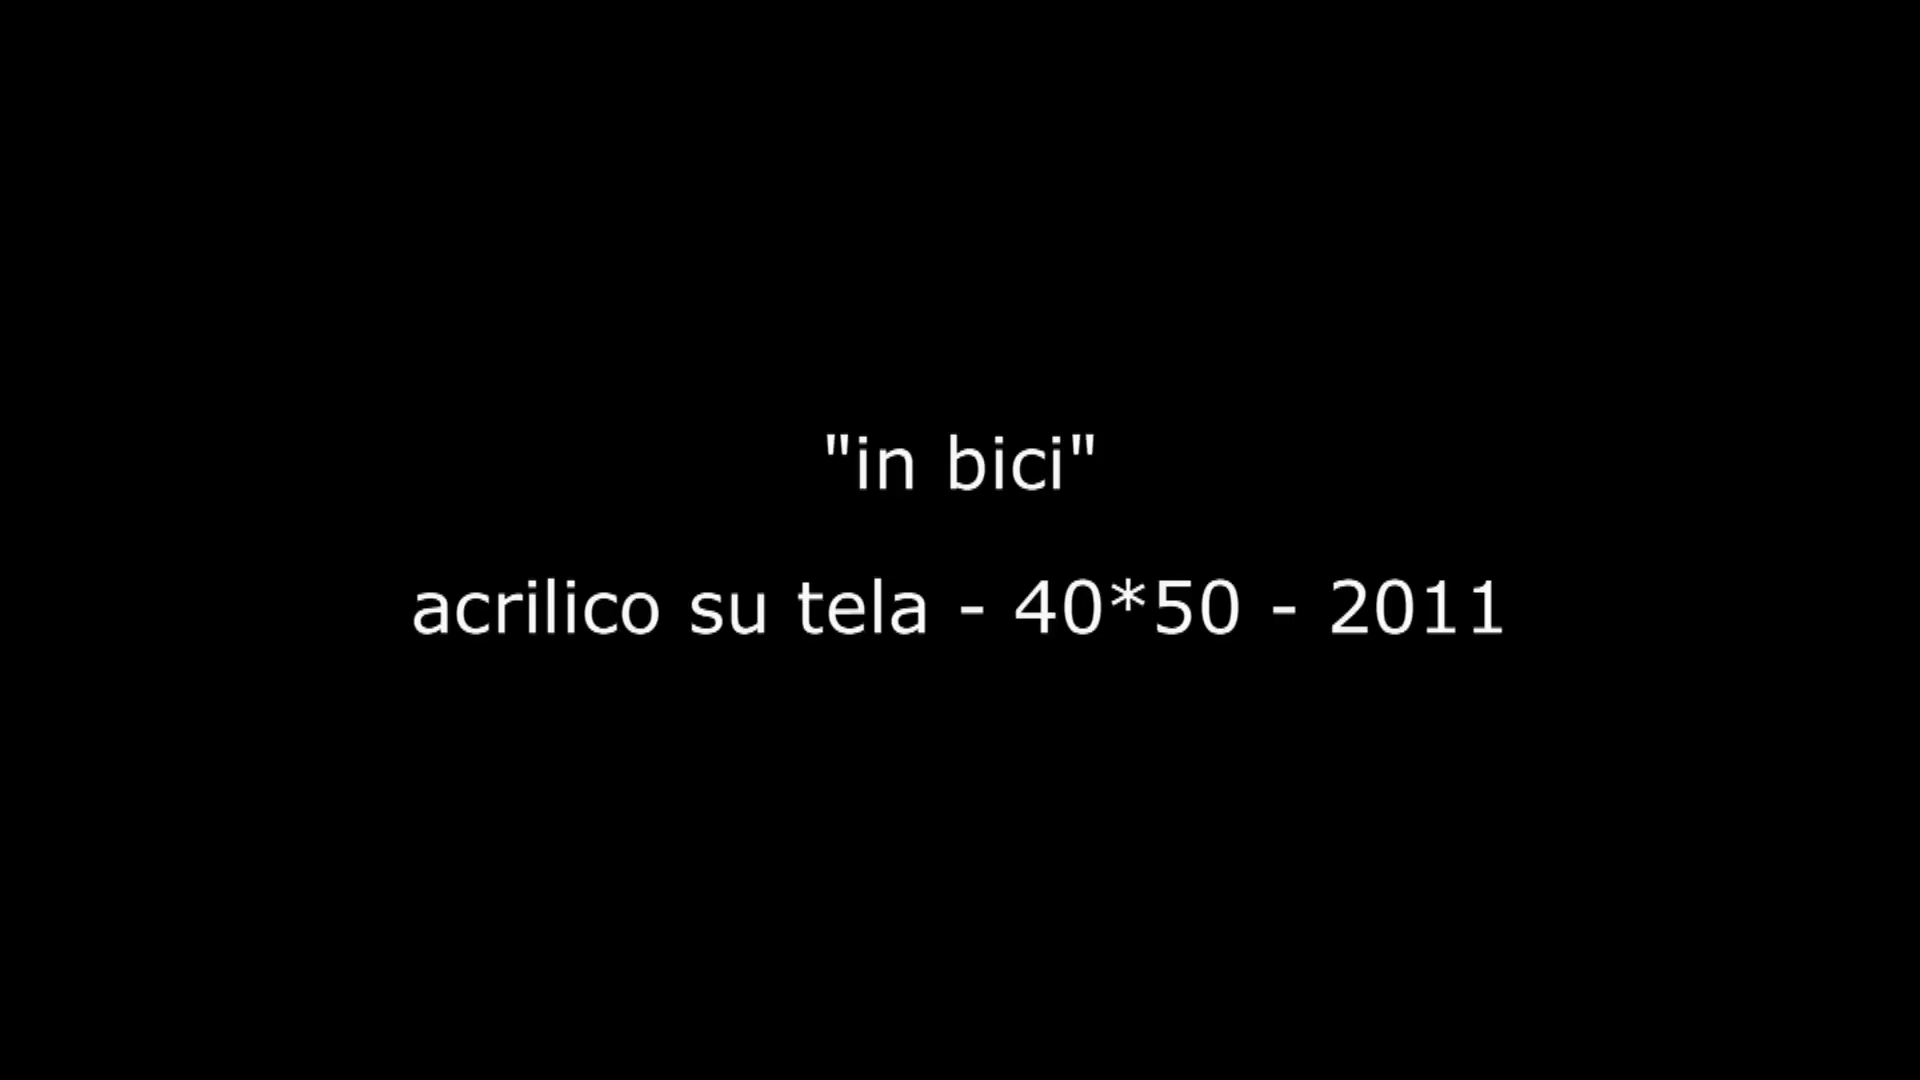 "in bici"
acrilico su tela - 40*50 - 2011